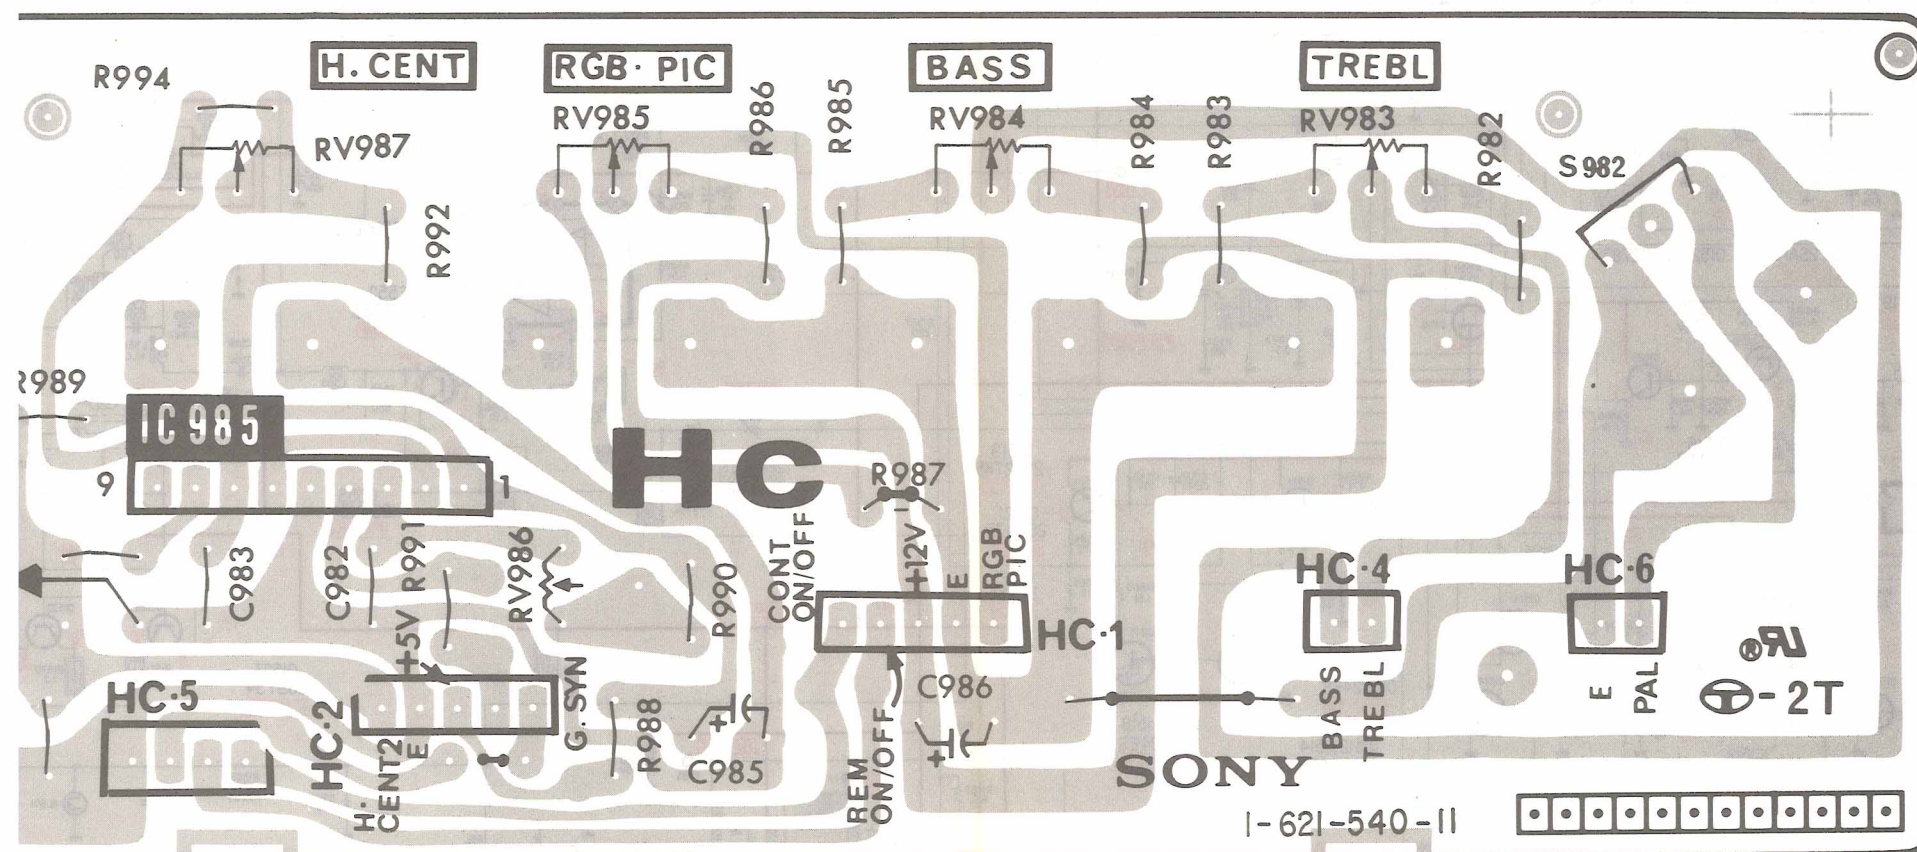 H. CENT
RGB· PIC
BASS
TREBL
R994
RV987
RV985
R986
R985
RV984
R984
R983
RV983
R982
S982
R992
R989
IC985
9
1
HC
R987
C983
C982
R991
+5V
RV986
R990
CONT
ON/OFF
+12V
E
RGB
PIC
HC·1
HC·4
HC·6
HC·5
HC·2
H·
CENT2
E
G. SYN
R988
C985
REM
ON/OFF
C986
BASS
TREBL
E
PAL
-2T
SONY
1-621-540-11